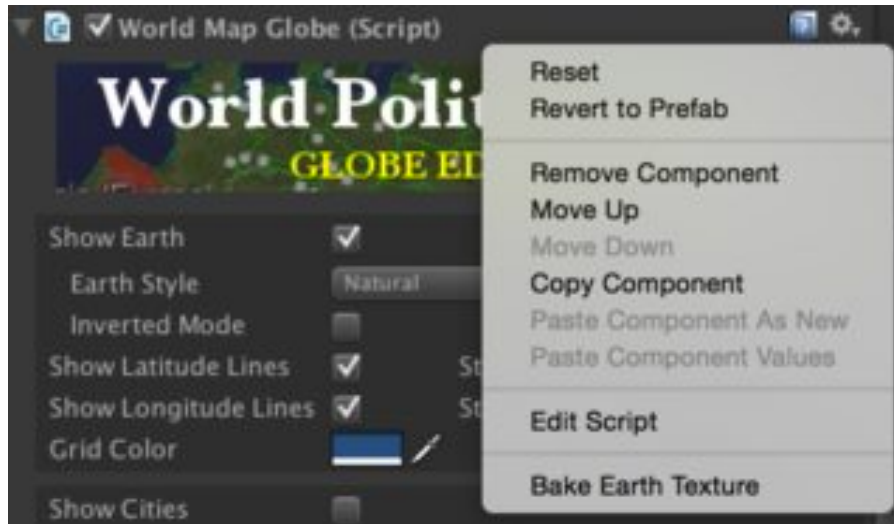 World Map Globe (Script)
World Polit
GLOBE ED
Show Earth
Earth Style Natural
Inverted Mode
Show Latitude Lines St
Show Longitude Lines St
Grid Color
Show Cities
Reset
Revert to Prefab
Remove Component
Move Up
Move Down
Copy Component
Paste Component As New
Paste Component Values
Edit Script
Bake Earth Texture